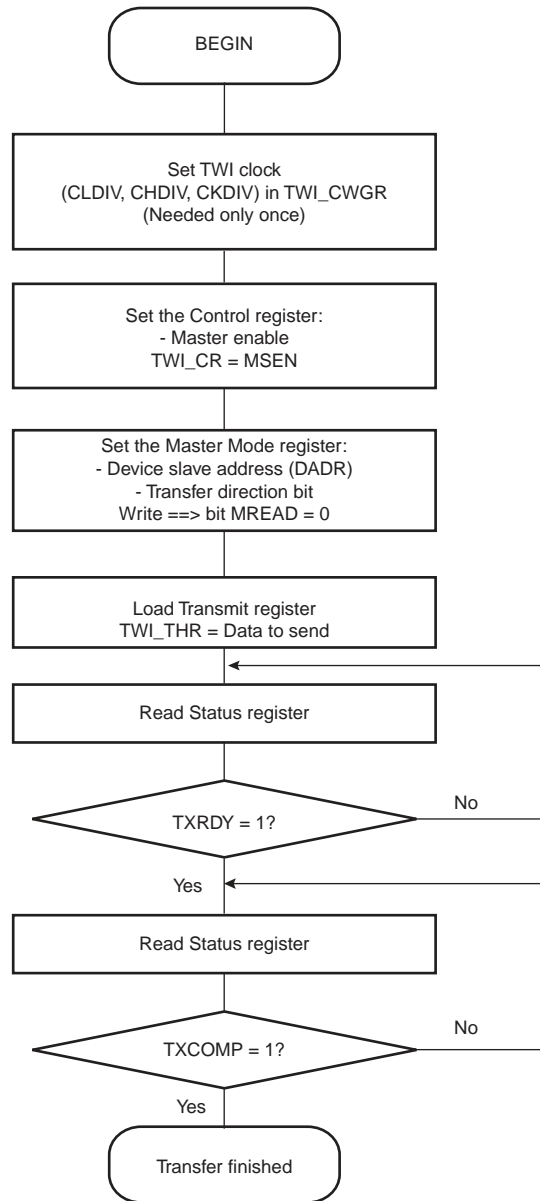 BEGIN
Set TWI clock
(CLDIV, CHDIV, CKDIV) in TWI_CWGR
(Needed only once)
Set the Control register:
- Master enable
TWI_CR = MSEN
Set the Master Mode register:
- Device slave address (DADR)
- Transfer direction bit
Write ==> bit MREAD = 0
Load Transmit register
TWI_THR = Data to send
Read Status register
No
TXRDY = 1?
Yes
Read Status register
No
TXCOMP = 1?
Yes
Transfer finished